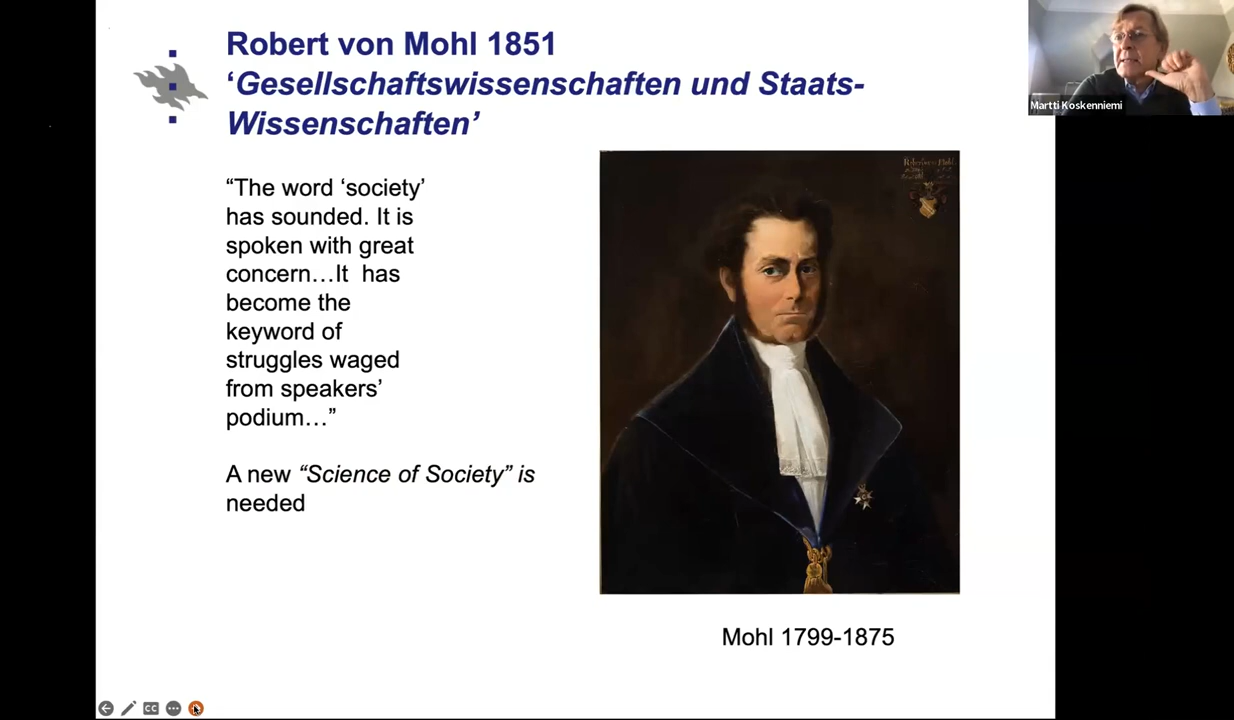 Robert von Mohl 1851
‘Gesellschaftswissenschaften und Staats-
Wissenschaften’
“The word ‘society’
has sounded. It is
spoken with great
concern…It  has
become the
keyword of
struggles waged
from speakers’
podium…”
A new “Science of Society” is
needed
Mohl 1799-1875
Martti Koskenniemi
CC